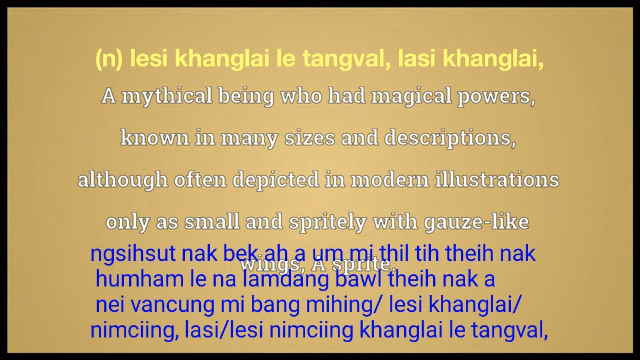 (n) lesi khanglai le tangval, lasi khanglai,
A mythical being who had magical powers,
known in many sizes and descriptions,
although often depicted in modern illustrations
only as small and spritely with gauze-like
wings, A sprite.
ngsihsut nak bek ah a um mi thil tih theih nak
humham le na lamdang bawl theih nak a
nei vancung mi bang mihing/ lesi khanglai/
nimciing, lasi/lesi nimciing khanglai le tangval,